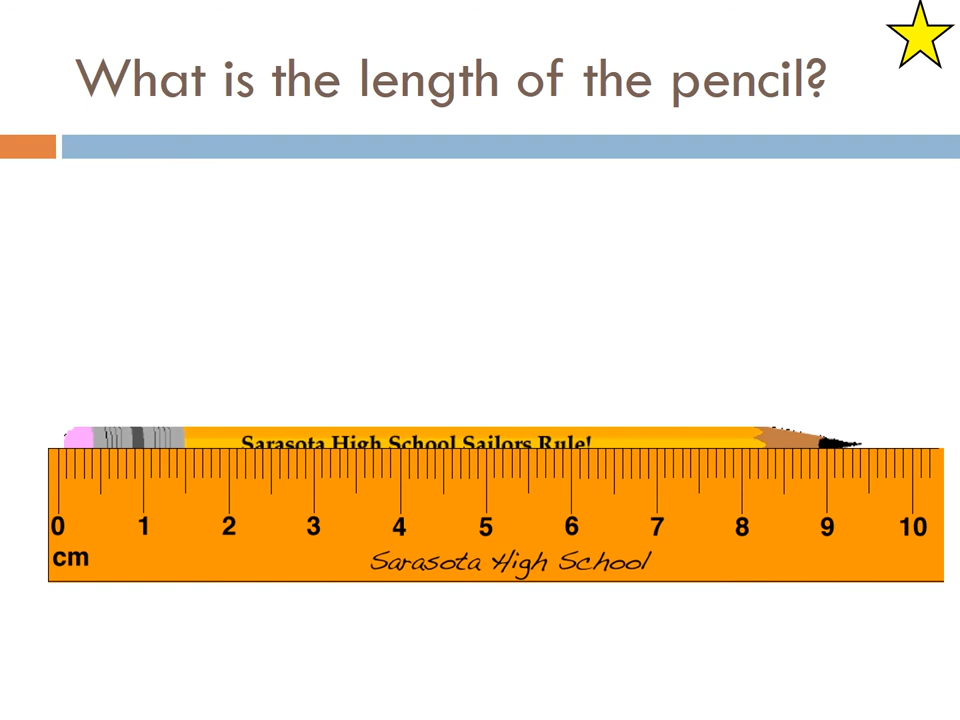 What is the length of the pencil?
Sarasota High School Sailors Rule!
0 1 2 3 4 5 6 7 8 9 10
cm
Sarasota High School